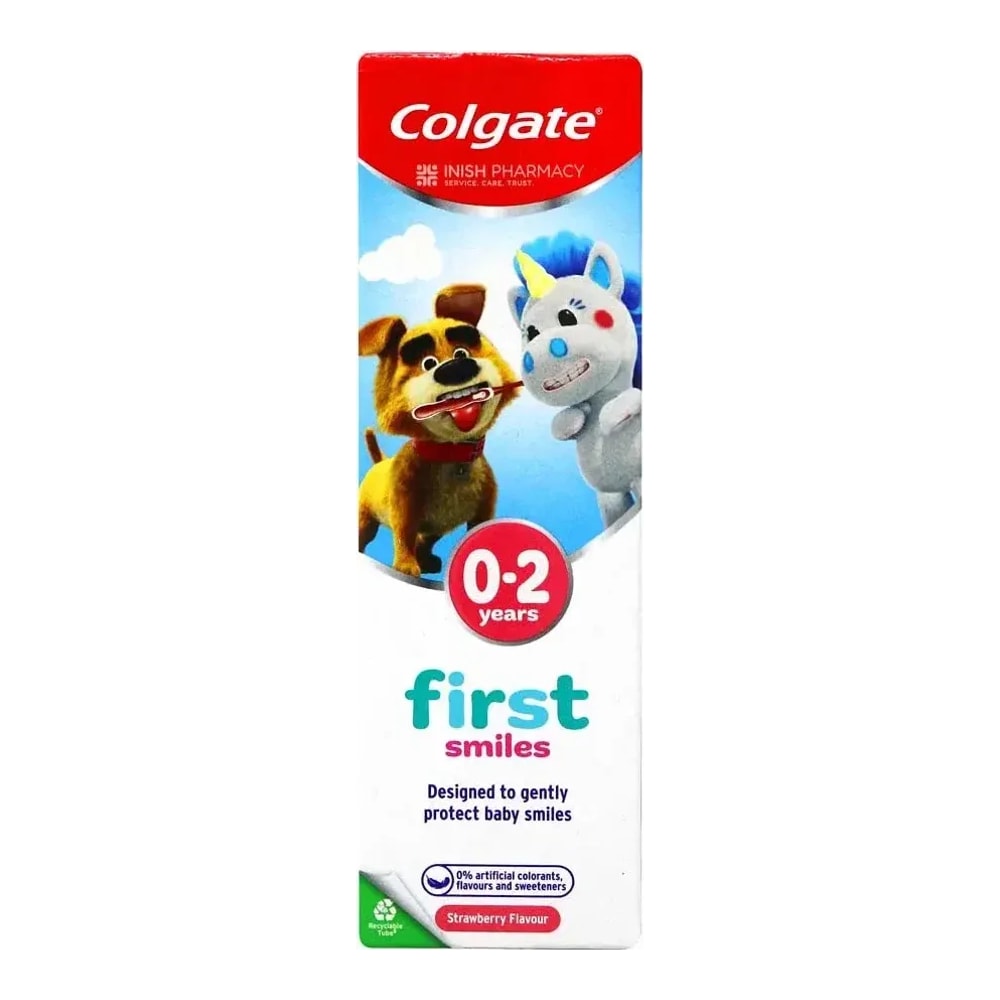 Colgate®
INISH PHARMACY
SERVICE. CARE. TRUST.
0-2
years
first
smiles
Designed to gently
protect baby smiles
0% artificial colorants,
flavours and sweeteners
Strawberry Flavour
Recyclable
Tube‡